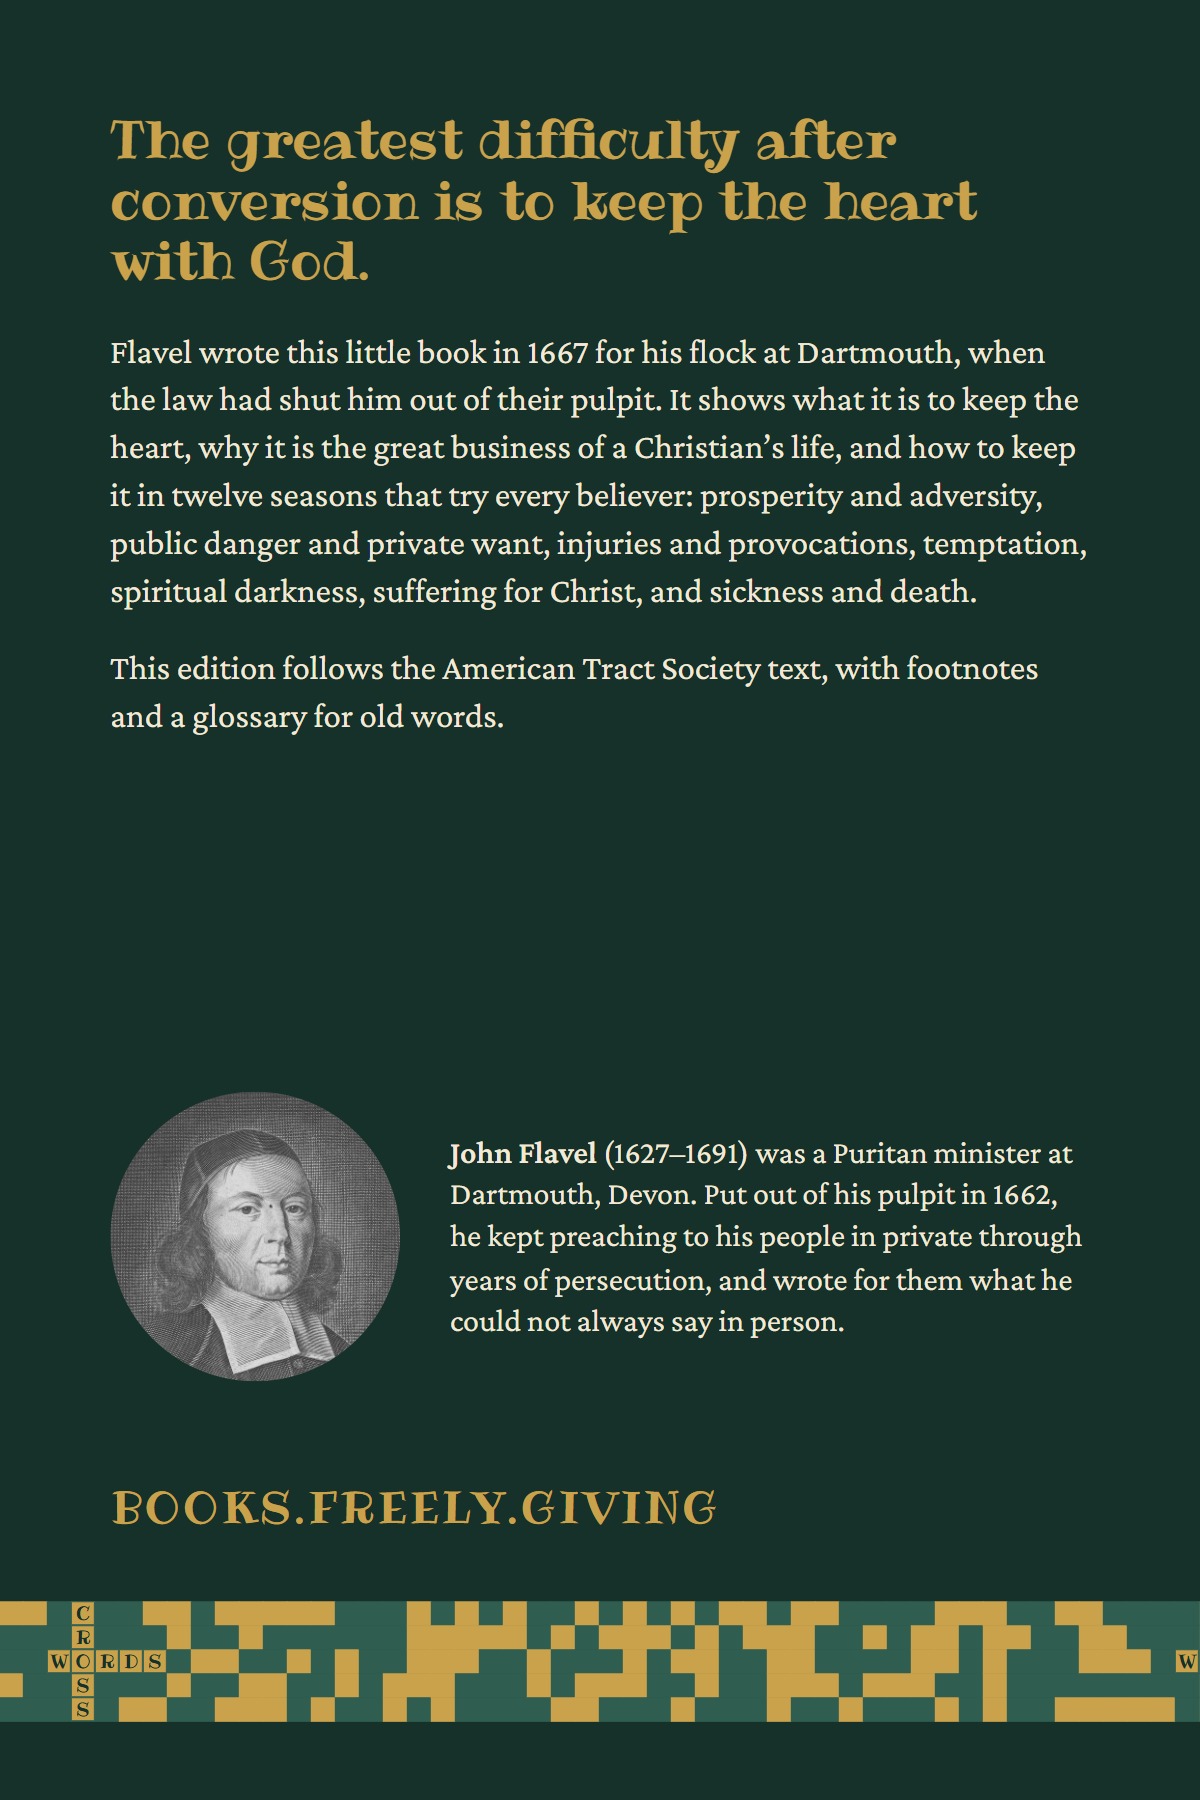 The greatest difficulty after
conversion is to keep the heart
with God.
Flavel wrote this little book in 1667 for his flock at Dartmouth, when
the law had shut him out of their pulpit. It shows what it is to keep the
heart, why it is the great business of a Christian’s life, and how to keep
it in twelve seasons that try every believer: prosperity and adversity,
public danger and private want, injuries and provocations, temptation,
spiritual darkness, suffering for Christ, and sickness and death.
This edition follows the American Tract Society text, with footnotes
and a glossary for old words.
John Flavel (1627–1691) was a Puritan minister at
Dartmouth, Devon. Put out of his pulpit in 1662,
he kept preaching to his people in private through
years of persecution, and wrote for them what he
could not always say in person.
BOOKS.FREELY.GIVING
CROSS
WORDS
W